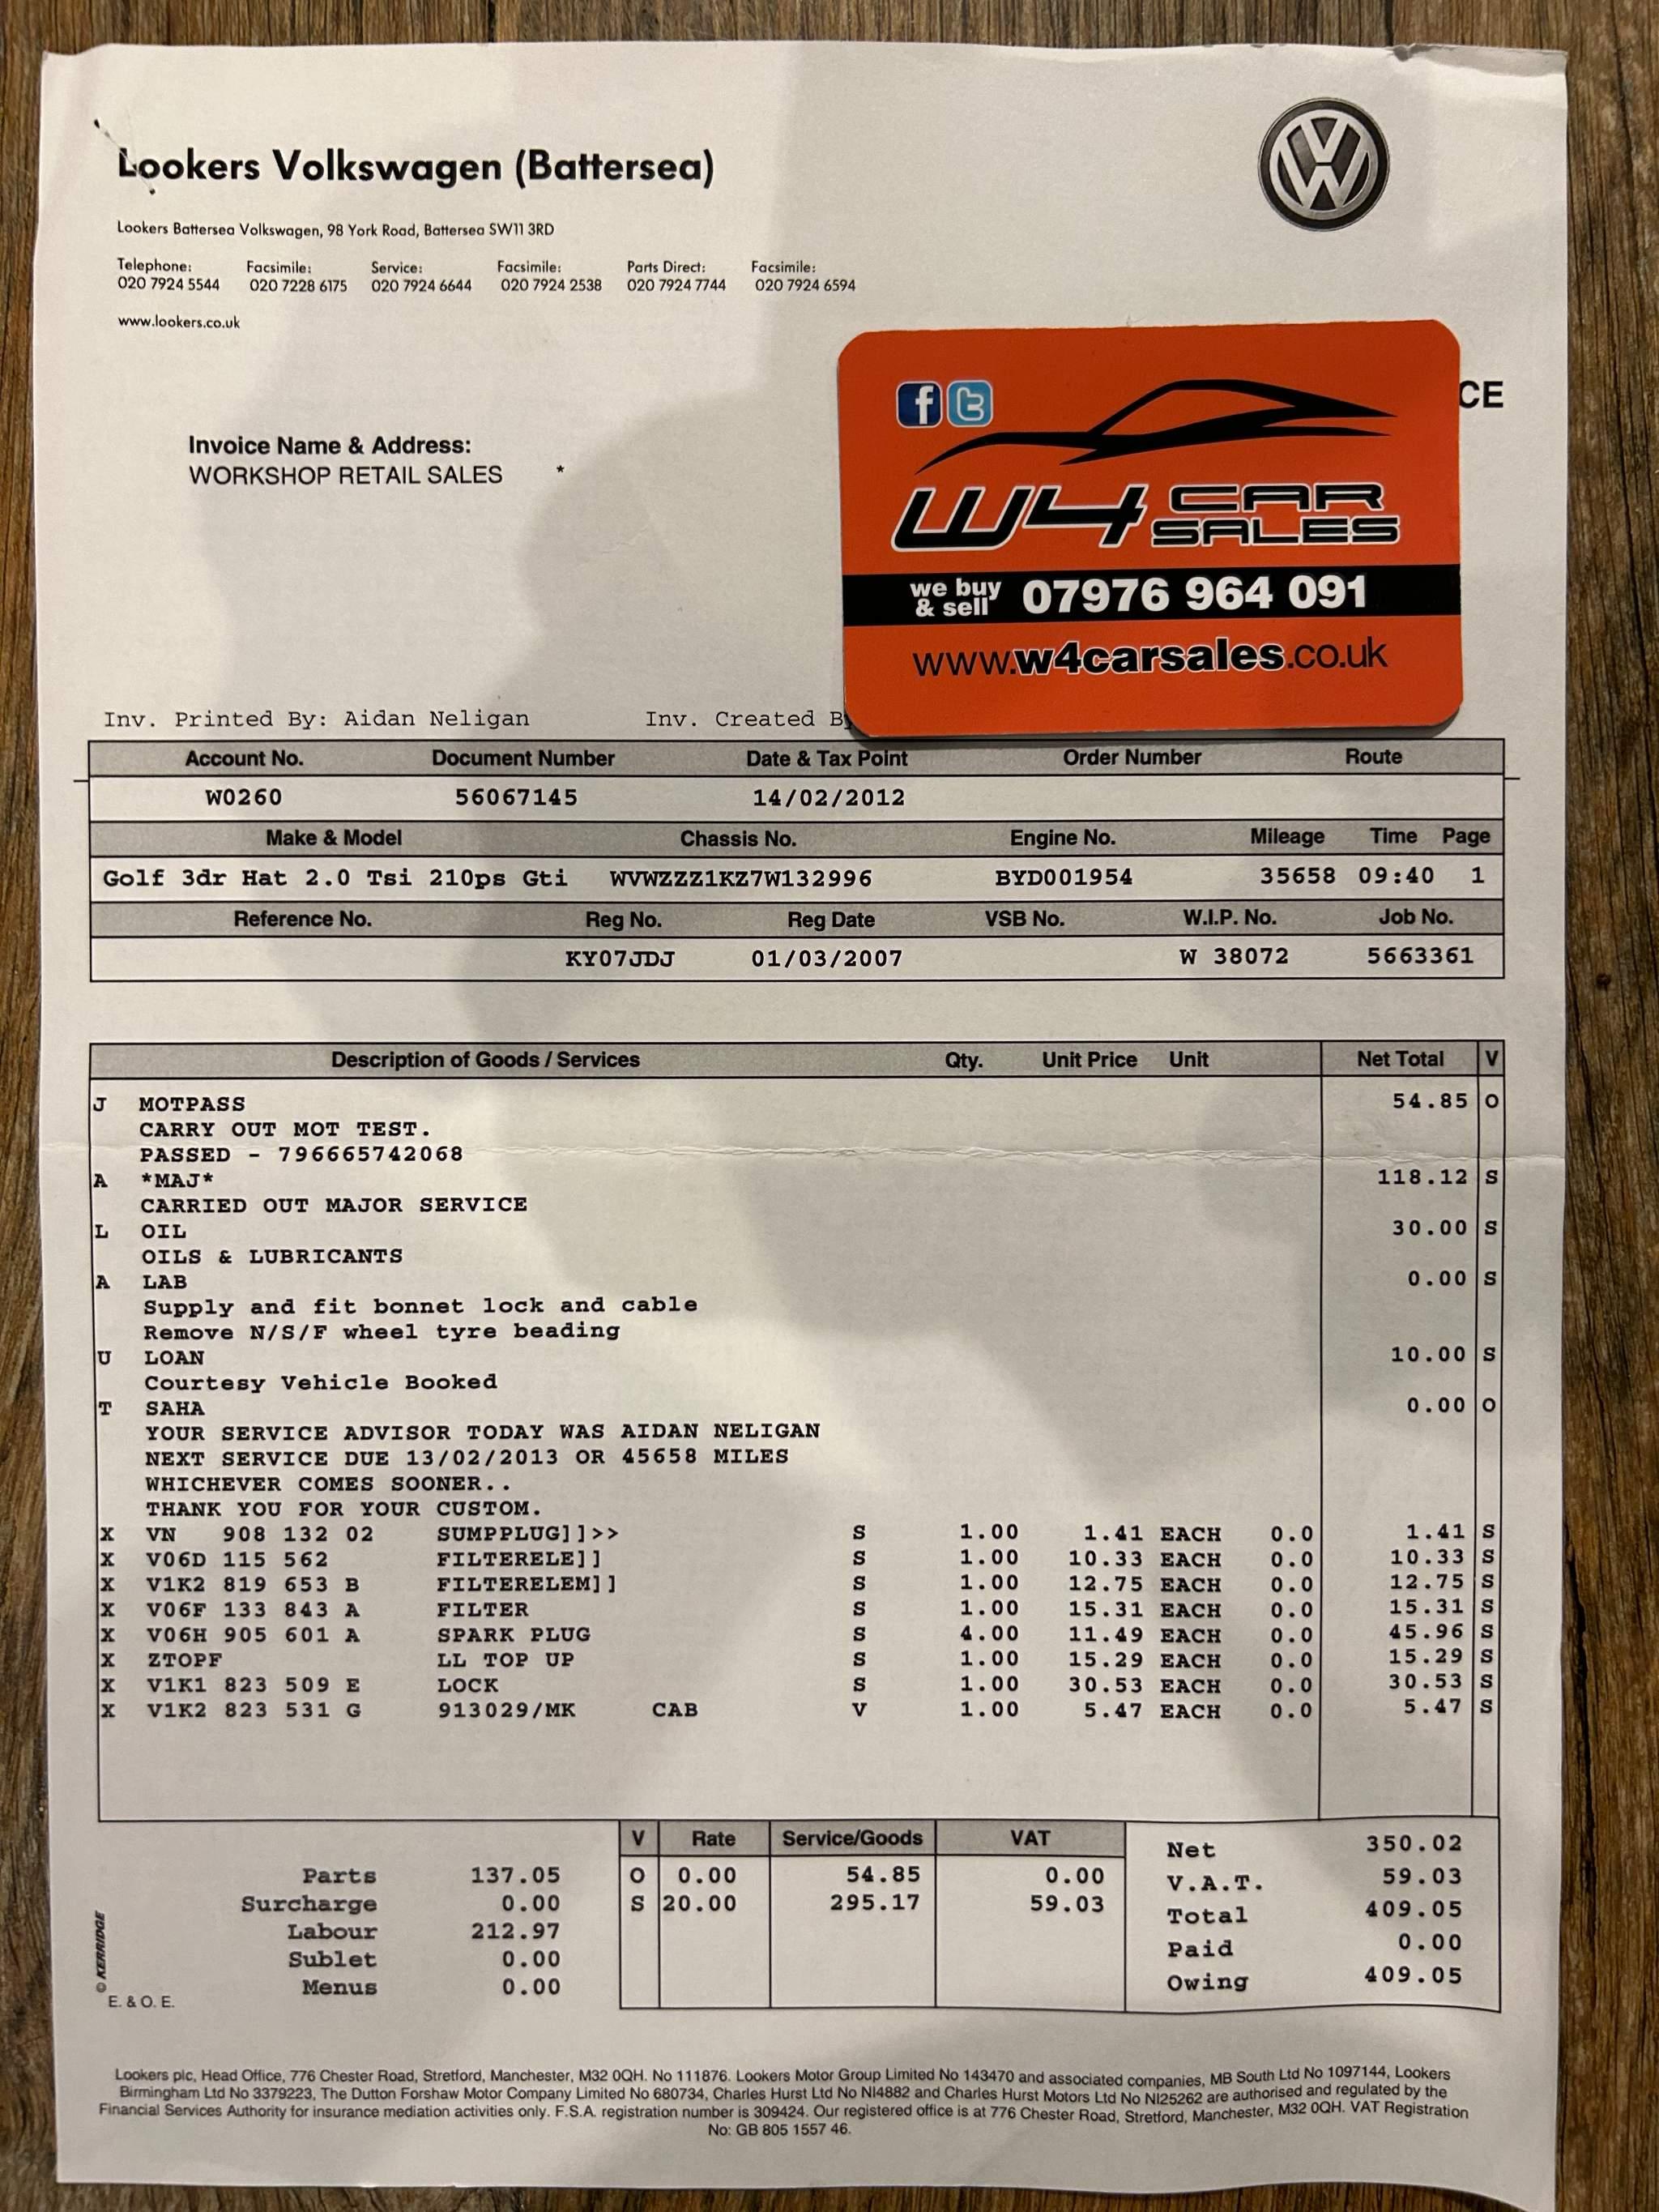 Lookers Volkswagen (Battersea)
Lookers Battersea Volkswagen, 98 York Road, Battersea SW11 3RD
Telephone: Facsimile: Service: Facsimile: Parts Direct: Facsimile:
020 7924 5544 020 7228 6175 020 7924 6644 020 7924 2538 020 7924 7744 020 7924 6594
www.lookers.co.uk
CE
Invoice Name & Address:
WORKSHOP RETAIL SALES *
W4 CAR SALES
we buy & sell 07976 964 091
www.w4carsales.co.uk
Inv. Printed By: Aidan Neligan Inv. Created B
Account No. Document Number Date & Tax Point Order Number Route
W0260 56067145 14/02/2012
Make & Model Chassis No. Engine No. Mileage Time Page
Golf 3dr Hat 2.0 Tsi 210ps Gti WVWZZZ1KZ7W132996 BYD001954 35658 09:40 1
Reference No. Reg No. Reg Date VSB No. W.I.P. No. Job No.
KY07JDJ 01/03/2007 W 38072 5663361
Description of Goods / Services Qty. Unit Price Unit Net Total V
J MOTPASS 54.85 O
CARRY OUT MOT TEST.
PASSED - 796665742068
A *MAJ* 118.12 S
CARRIED OUT MAJOR SERVICE
L OIL 30.00 S
OILS & LUBRICANTS
A LAB 0.00 S
Supply and fit bonnet lock and cable
Remove N/S/F wheel tyre beading
U LOAN 10.00 S
Courtesy Vehicle Booked
T SAHA 0.00 O
YOUR SERVICE ADVISOR TODAY WAS AIDAN NELIGAN
NEXT SERVICE DUE 13/02/2013 OR 45658 MILES
WHICHEVER COMES SOONER..
THANK YOU FOR YOUR CUSTOM.
X VN 908 132 02 SUMPPLUG]]>> S 1.00 1.41 EACH 0.0 1.41 S
X V06D 115 562 FILTERELE]] S 1.00 10.33 EACH 0.0 10.33 S
X V1K2 819 653 B FILTERELEM]] S 1.00 12.75 EACH 0.0 12.75 S
X V06F 133 843 A FILTER S 1.00 15.31 EACH 0.0 15.31 S
X V06H 905 601 A SPARK PLUG S 4.00 11.49 EACH 0.0 45.96 S
X ZTOPF LL TOP UP S 1.00 15.29 EACH 0.0 15.29 S
X V1K1 823 509 E LOCK S 1.00 30.53 EACH 0.0 30.53 S
X V1K2 823 531 G 913029/MK CAB V 1.00 5.47 EACH 0.0 5.47 S
V Rate Service/Goods VAT Net 350.02
Parts 137.05 O 0.00 54.85 0.00 V.A.T. 59.03
Surcharge 0.00 S 20.00 295.17 59.03 Total 409.05
Labour 212.97 Paid 0.00
Sublet 0.00 Owing 409.05
Menus 0.00
© KERRIDGE
E. & O. E.
Lookers plc, Head Office, 776 Chester Road, Stretford, Manchester, M32 0QH. No 111876. Lookers Motor Group Limited No 143470 and associated companies, MB South Ltd No 1097144, Lookers
Birmingham Ltd No 3379223, The Dutton Forshaw Motor Company Limited No 680734, Charles Hurst Ltd No NI4882 and Charles Hurst Motors Ltd No NI25262 are authorised and regulated by the
Financial Services Authority for insurance mediation activities only. F.S.A. registration number is 309424. Our registered office is at 776 Chester Road, Stretford, Manchester, M32 0QH. VAT Registration
No: GB 805 1557 46.